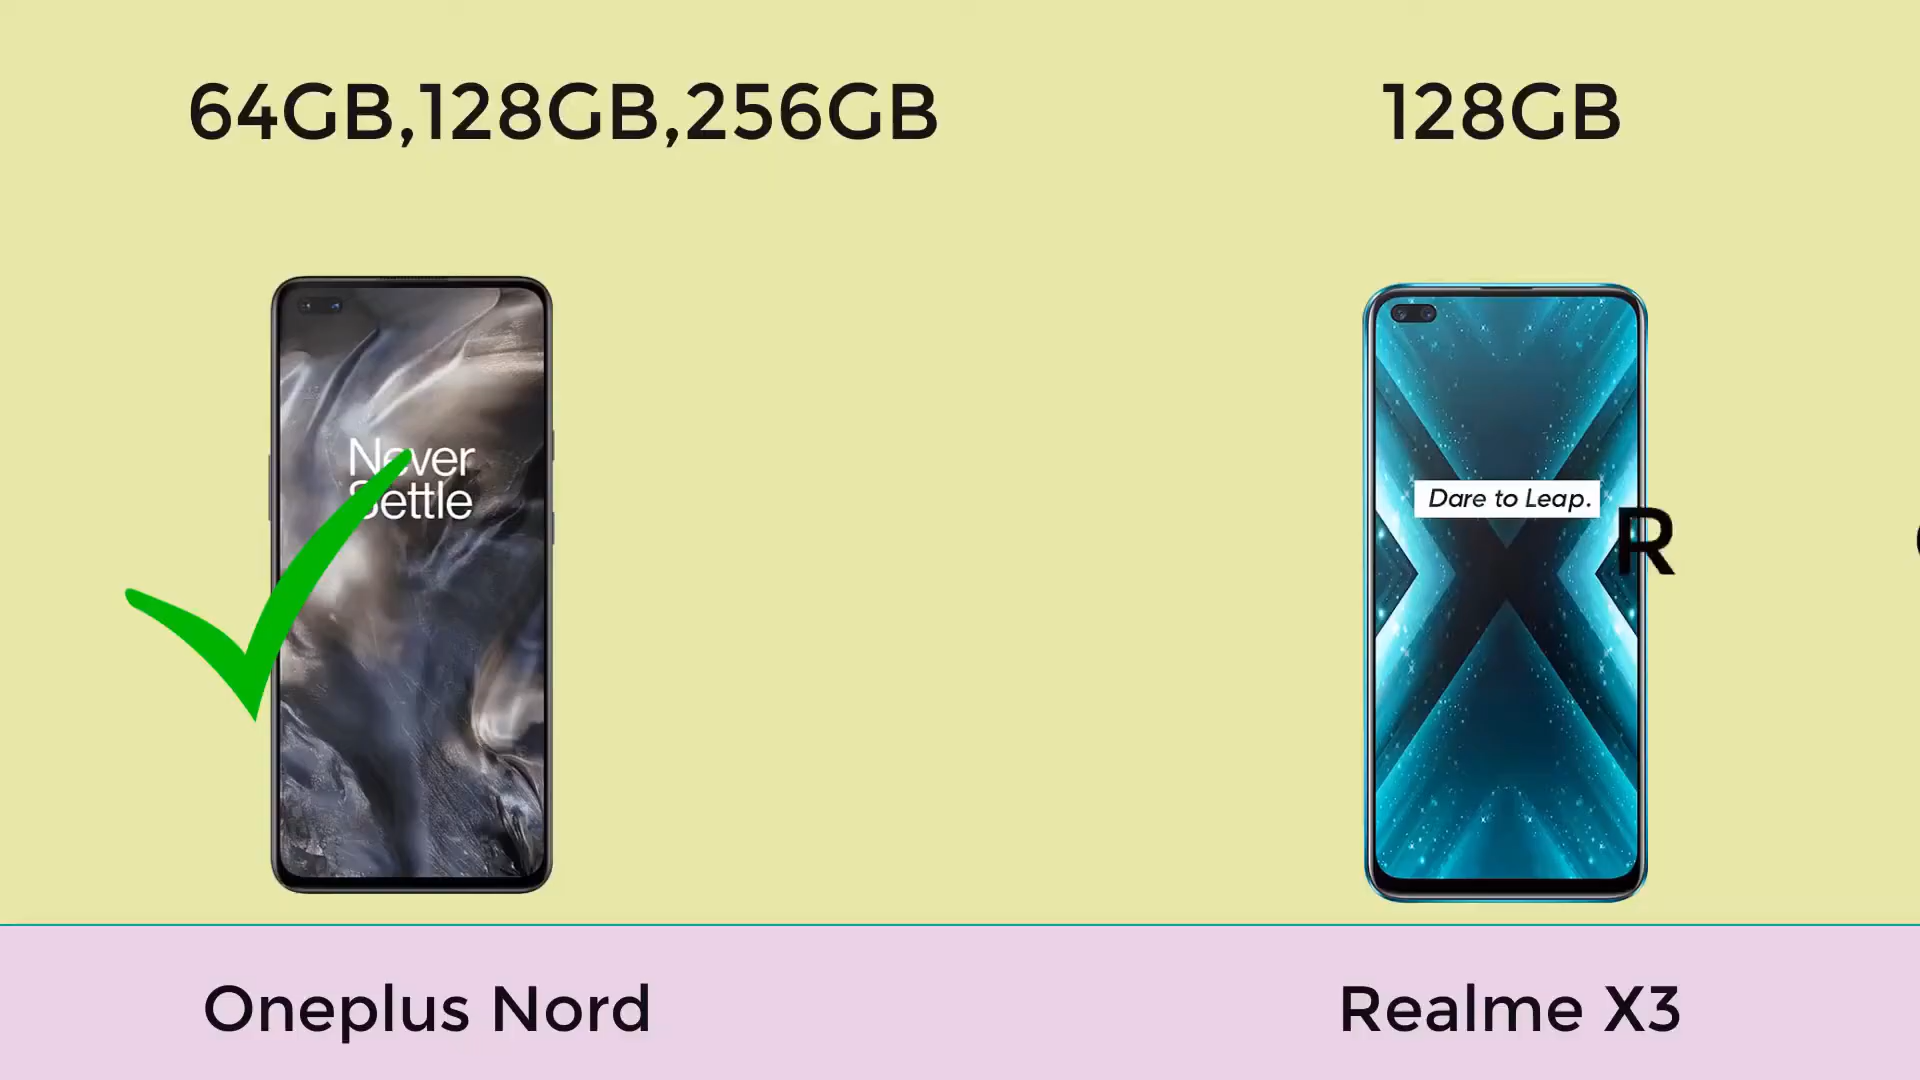 64GB,128GB,256GB
128GB
Never
Settle
Dare to Leap.
R
Oneplus Nord
Realme X3